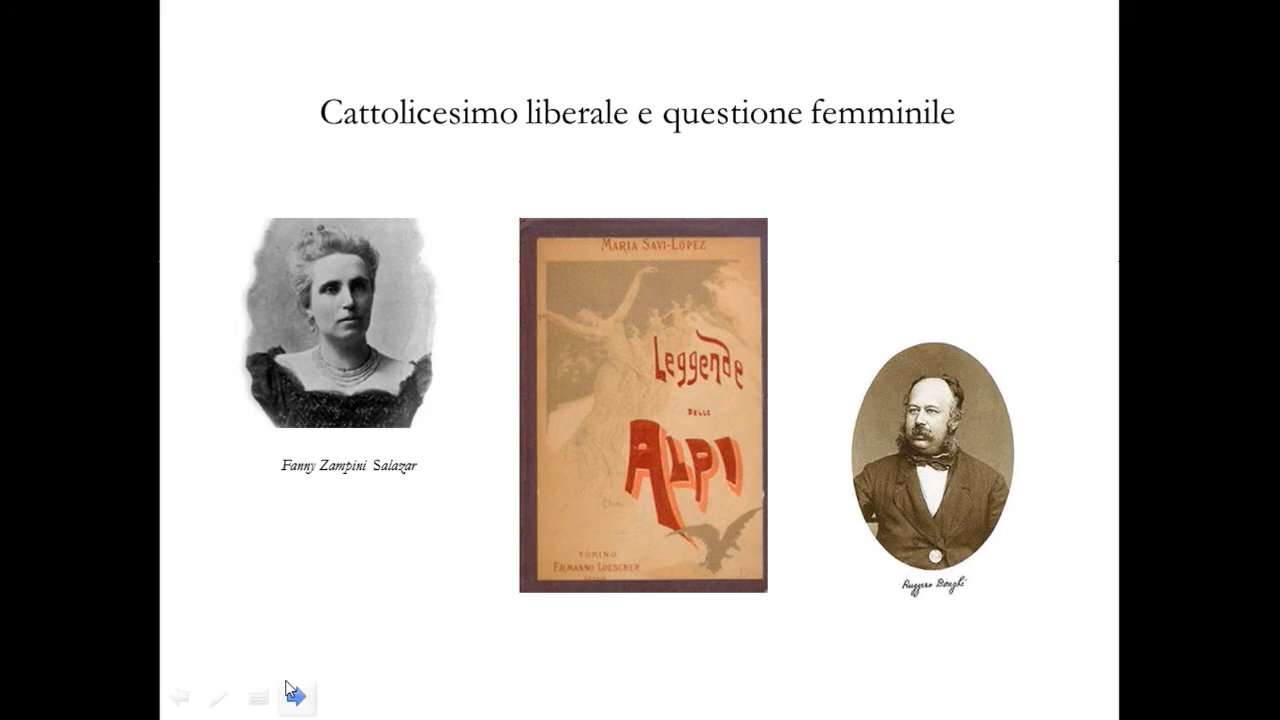 Cattolicesimo liberale e questione femminile
Fanny Zampini Salazar
MARIA SAVI-LOPEZ
Leggende
DELLE
ALPI
TORINO
ERMANNO LOESCHER
Ruggero Bonghi